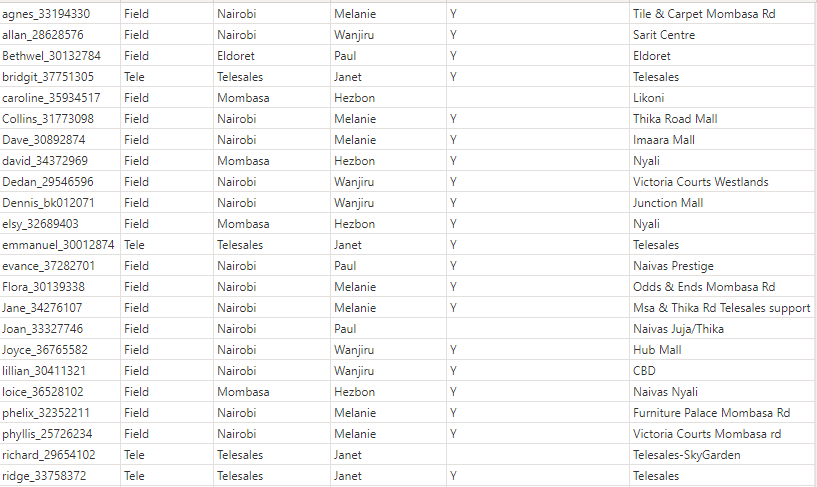 agnes_33194330 Field Nairobi Melanie Y Tile & Carpet Mombasa Rd
allan_28628576 Field Nairobi Wanjiru Y Sarit Centre
Bethwel_30132784 Field Eldoret Paul Y Eldoret
bridgit_37751305 Tele Telesales Janet Y Telesales
caroline_35934517 Field Mombasa Hezbon Likoni
Collins_31773098 Field Nairobi Melanie Y Thika Road Mall
Dave_30892874 Field Nairobi Melanie Y Imaara Mall
david_34372969 Field Mombasa Hezbon Y Nyali
Dedan_29546596 Field Nairobi Wanjiru Y Victoria Courts Westlands
Dennis_bk012071 Field Nairobi Wanjiru Y Junction Mall
elsy_32689403 Field Mombasa Hezbon Y Nyali
emmanuel_30012874 Tele Telesales Janet Y Telesales
evance_37282701 Field Nairobi Paul Y Naivas Prestige
Flora_30139338 Field Nairobi Melanie Y Odds & Ends Mombasa Rd
Jane_34276107 Field Nairobi Melanie Y Msa & Thika Rd Telesales support
Joan_33327746 Field Nairobi Paul Naivas Juja/Thika
Joyce_36765582 Field Nairobi Wanjiru Y Hub Mall
lillian_30411321 Field Nairobi Wanjiru Y CBD
loice_36528102 Field Mombasa Hezbon Y Naivas Nyali
phelix_32352211 Field Nairobi Melanie Y Furniture Palace Mombasa Rd
phyllis_25726234 Field Nairobi Melanie Y Victoria Courts Mombasa rd
richard_29654102 Tele Telesales Janet Telesales-SkyGarden
ridge_33758372 Tele Telesales Janet Y Telesales